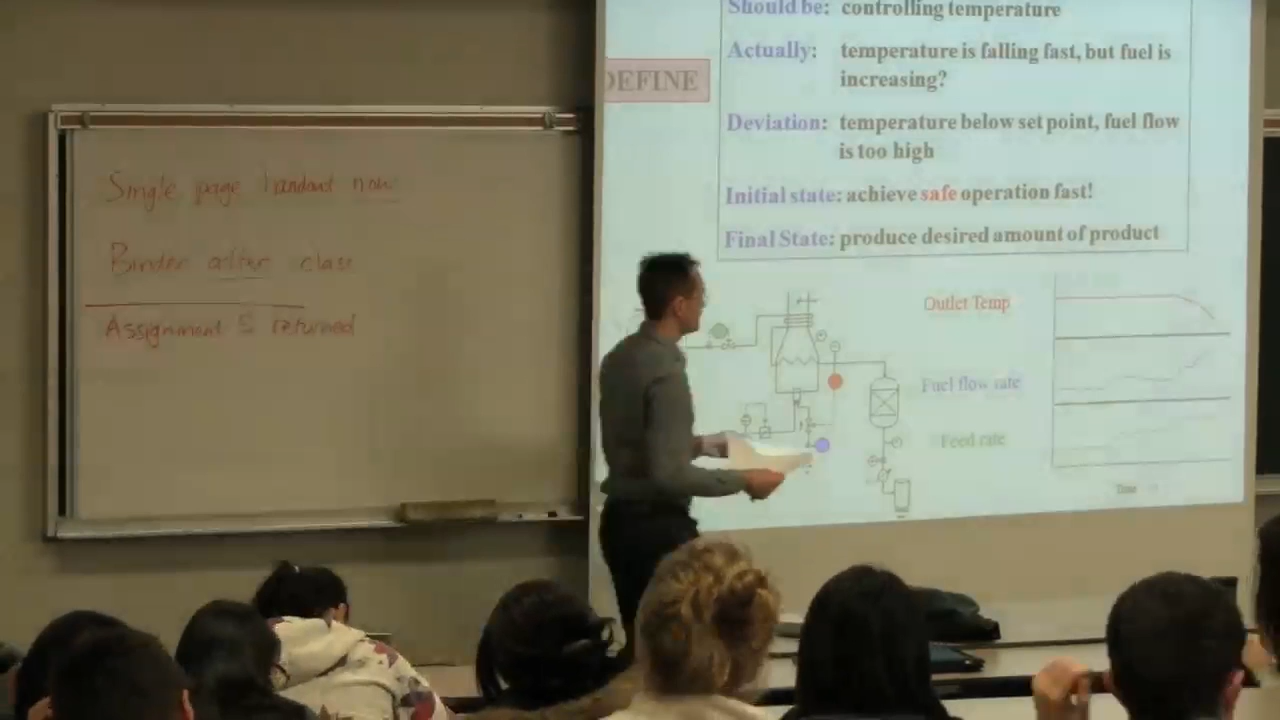 Single page handout now
Binder after class
Assignment 5 returned
Should be: controlling temperature
Actually: temperature is falling fast, but fuel is
increasing?
DEFINE
Deviation: temperature below set point, fuel flow
is too high
Initial state: achieve safe operation fast!
Final State: produce desired amount of product
Outlet Temp
Fuel flow rate
Feed rate
Time